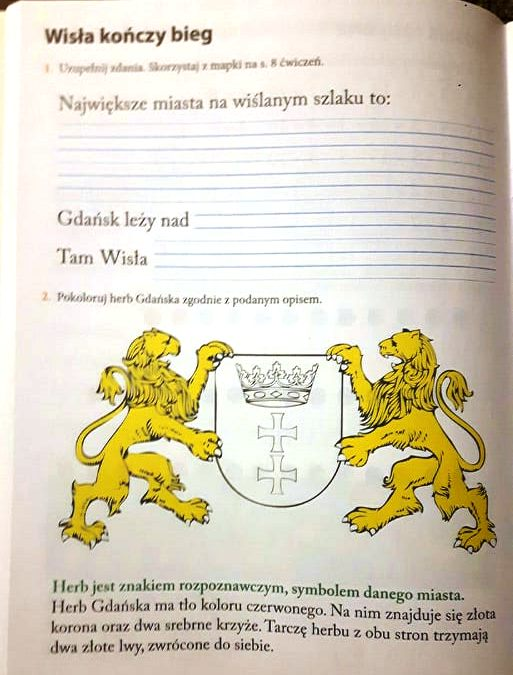 Wisła kończy bieg
1. Uzupełnij zdania. Skorzystaj z mapki na s. 8 ćwiczeń.
Największe miasta na wiślanym szlaku to:
Gdańsk leży nad
Tam Wisła
2. Pokoloruj herb Gdańska zgodnie z podanym opisem.
Herb jest znakiem rozpoznawczym, symbolem danego miasta.
Herb Gdańska ma tło koloru czerwonego. Na nim znajduje się złota
korona oraz dwa srebrne krzyże. Tarczę herbu z obu stron trzymają
dwa złote lwy, zwrócone do siebie.